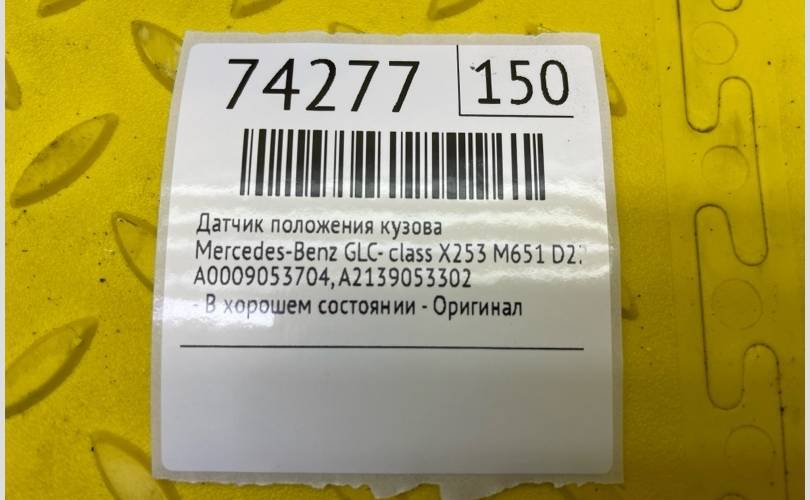 74277 150
Датчик положения кузова
Mercedes-Benz GLC- class X253 M651 D2
A0009053704, A2139053302
- В хорошем состоянии - Оригинал